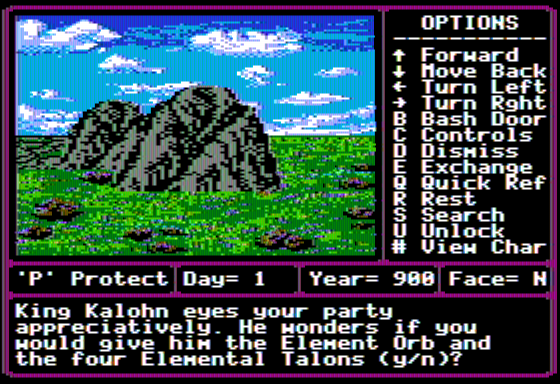 OPTIONS
------------
↑ Forward
↓ Move Back
← Turn Left
→ Turn Rght
B Bash Door
C Controls
D Dismiss
E Exchange
Q Quick Ref
R Rest
S Search
U Unlock
# View Char
'P' Protect Day= 1 Year= 900 Face= N
King Kalohn eyes your party
appreciatively. He wonders if you
would give him the Element Orb and
the four Elemental Talons (y/n)?